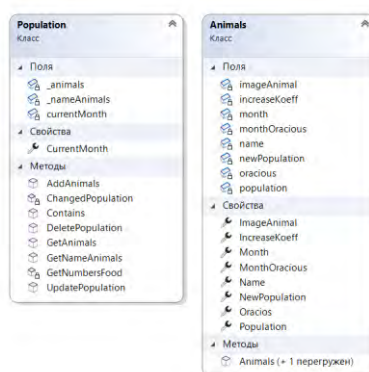 Population
Класс
Поля
_animals
_nameAnimals
currentMonth
Свойства
CurrentMonth
Методы
AddAnimals
ChangedPopulation
Contains
DeletePopulation
GetAnimals
GetNameAnimals
GetNumbersFood
UpdatePopulation
Animals
Класс
Поля
imageAnimal
increaseKoeff
month
monthOracious
name
newPopulation
oracious
population
Свойства
ImageAnimal
IncreaseKoeff
Month
MonthOracious
Name
NewPopulation
Oracios
Population
Методы
Animals (+ 1 перегружен)